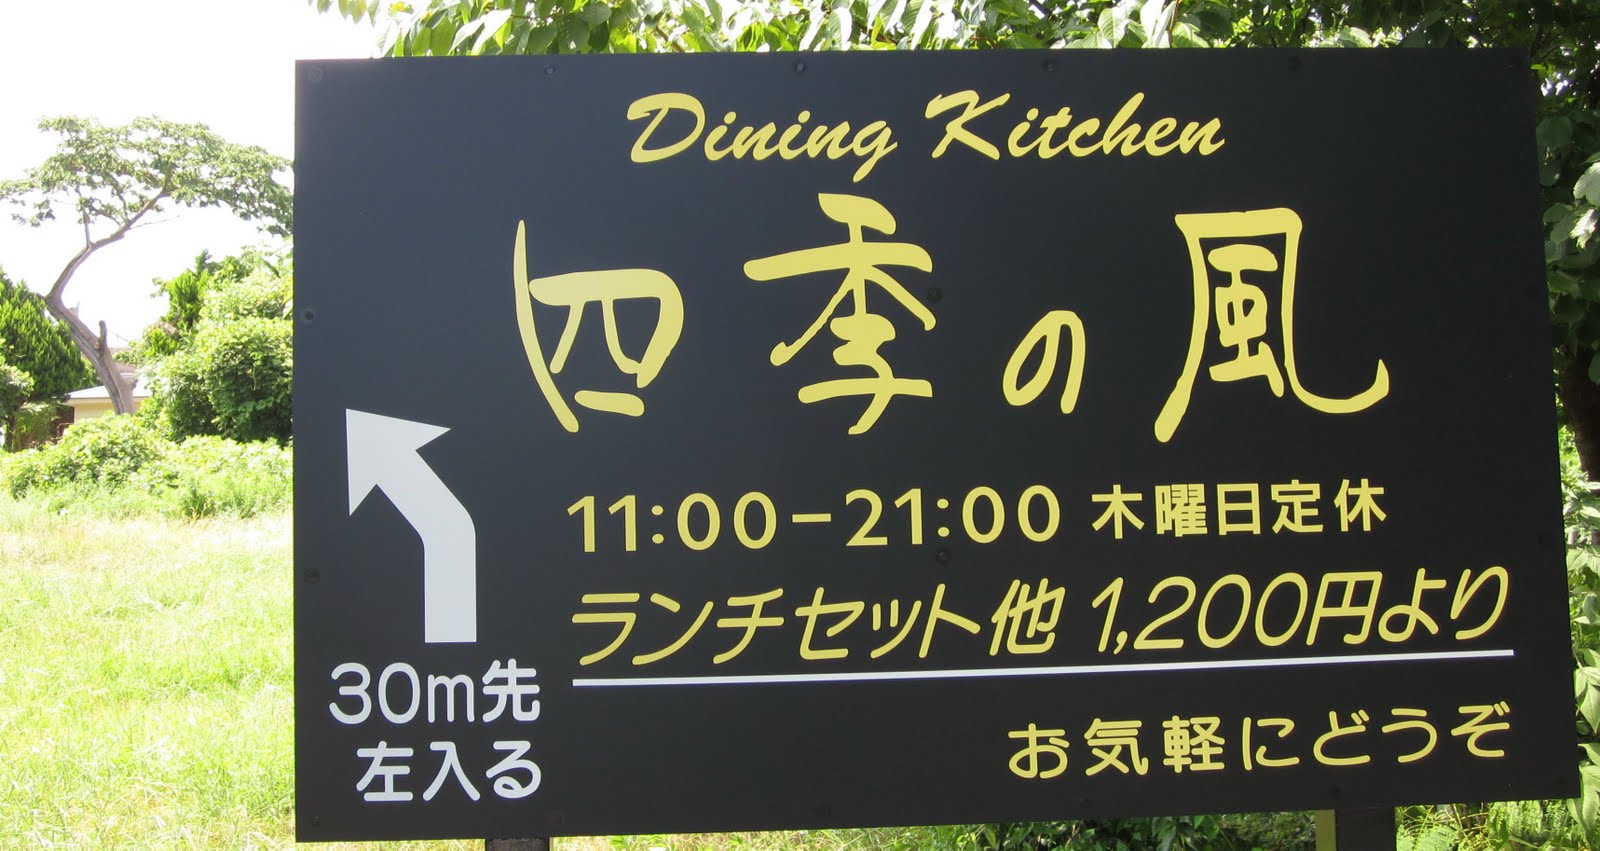 Dining Kitchen
四季の風
11:00-21:00 木曜日定休
ランチセット他 1,200円より
お気軽にどうぞ
30m先
左入る